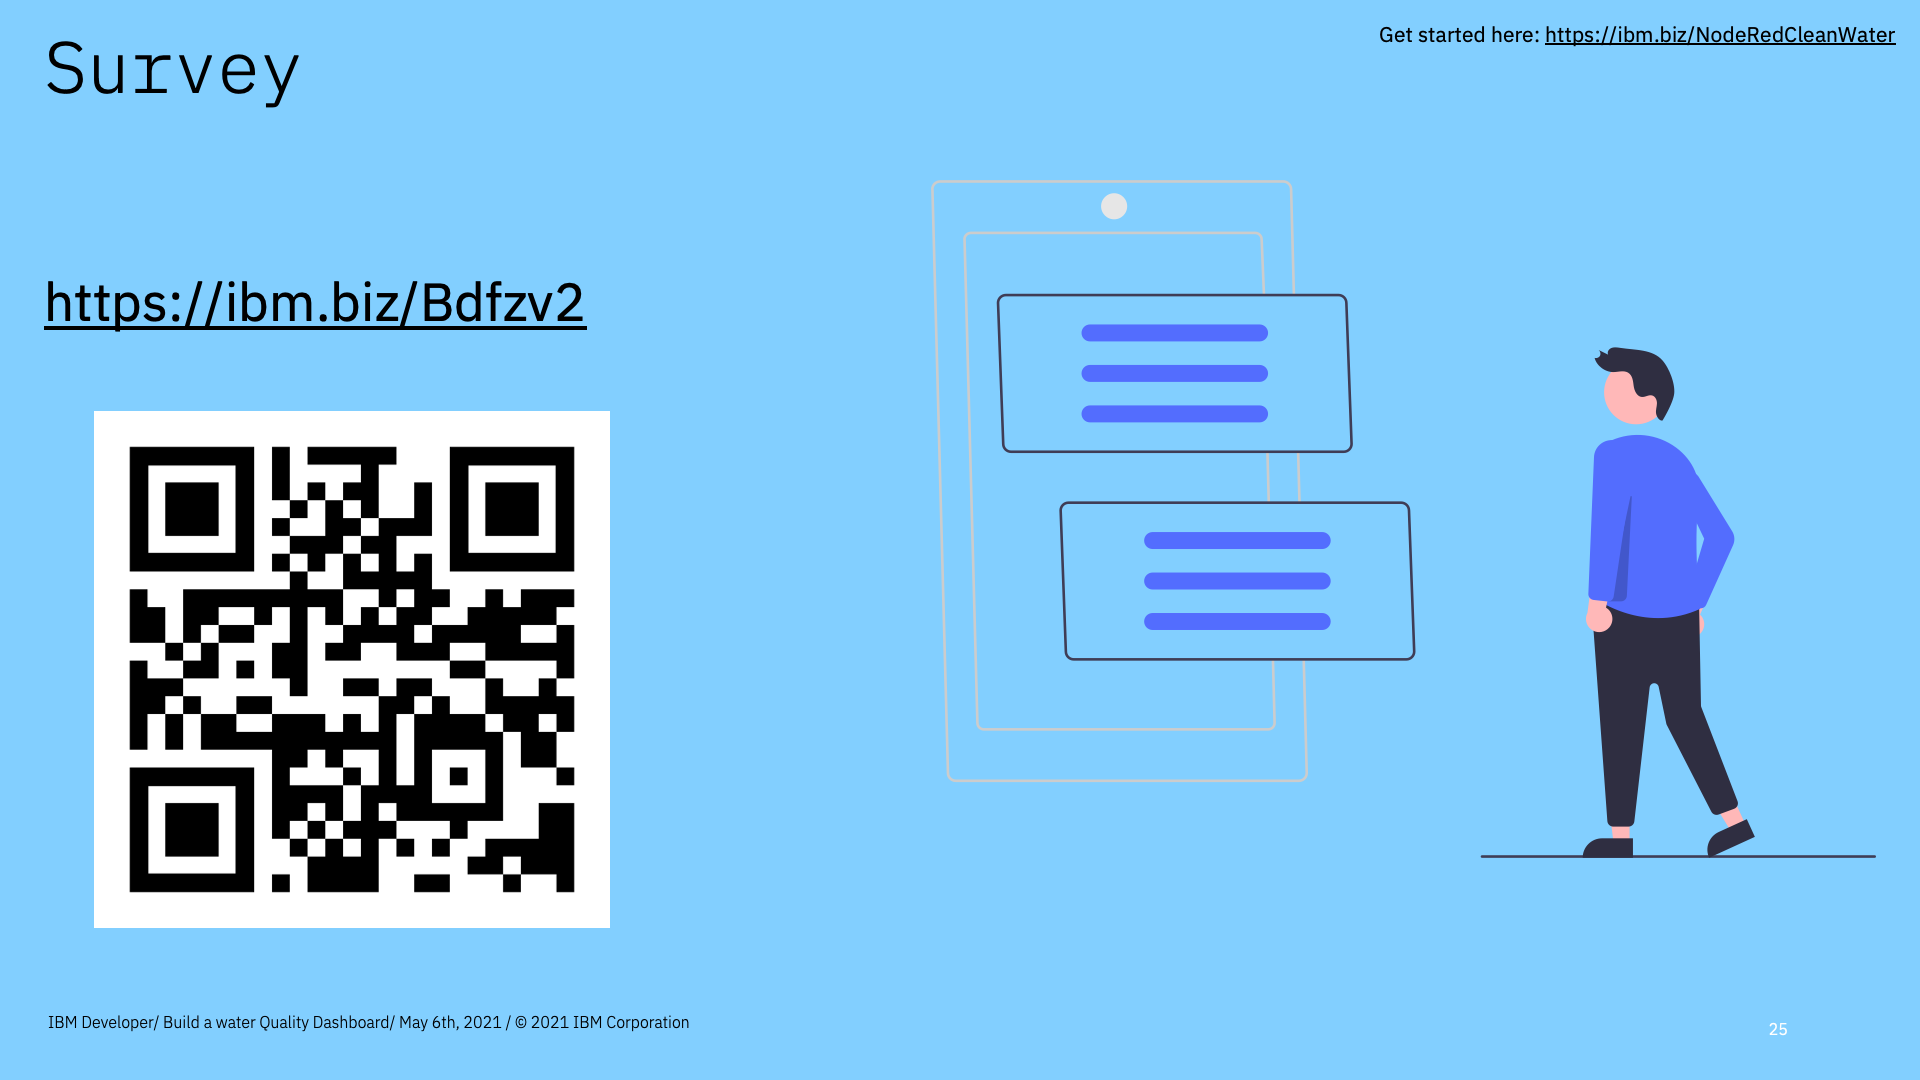 Survey
Get started here: https://ibm.biz/NodeRedCleanWater
https://ibm.biz/Bdfzv2
IBM Developer/ Build a water Quality Dashboard/ May 6th, 2021 / © 2021 IBM Corporation
25